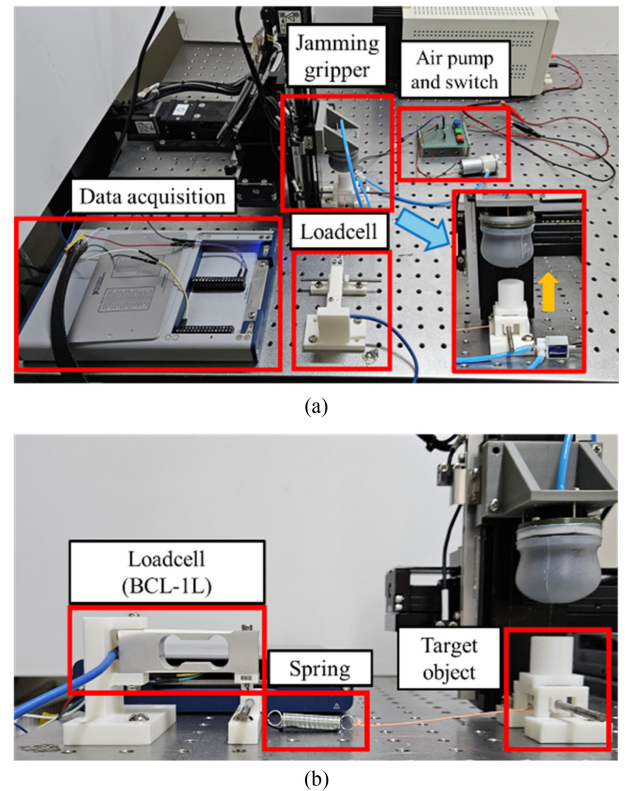 Jamming
gripper
Air pump
and switch
Data acquisition
Loadcell
(a)
Loadcell
(BCL-1L)
Spring
Target
object
(b)